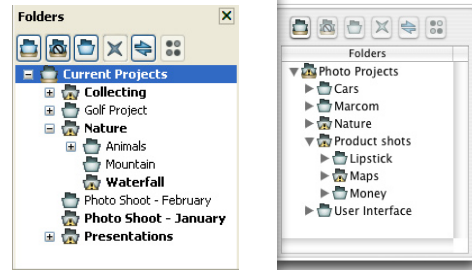 Folders
Current Projects
Collecting
Golf Project
Nature
Animals
Mountain
Waterfall
Photo Shoot - February
Photo Shoot - January
Presentations
Folders
Photo Projects
Cars
Marcom
Nature
Product shots
Lipstick
Maps
Money
User Interface